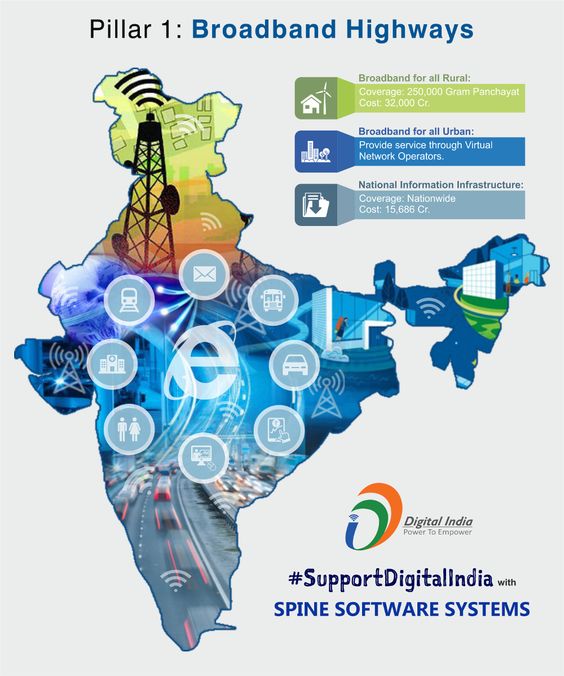 Pillar 1: Broadband Highways
Broadband for all Rural:
Coverage: 250,000 Gram Panchayat
Cost: 32,000 Cr.
Broadband for all Urban:
Provide service through Virtual
Network Operators.
National Information Infrastructure:
Coverage: Nationwide
Cost: 15,686 Cr.
Digital India
Power To Empower
#SupportDigitalIndia with
SPINE SOFTWARE SYSTEMS